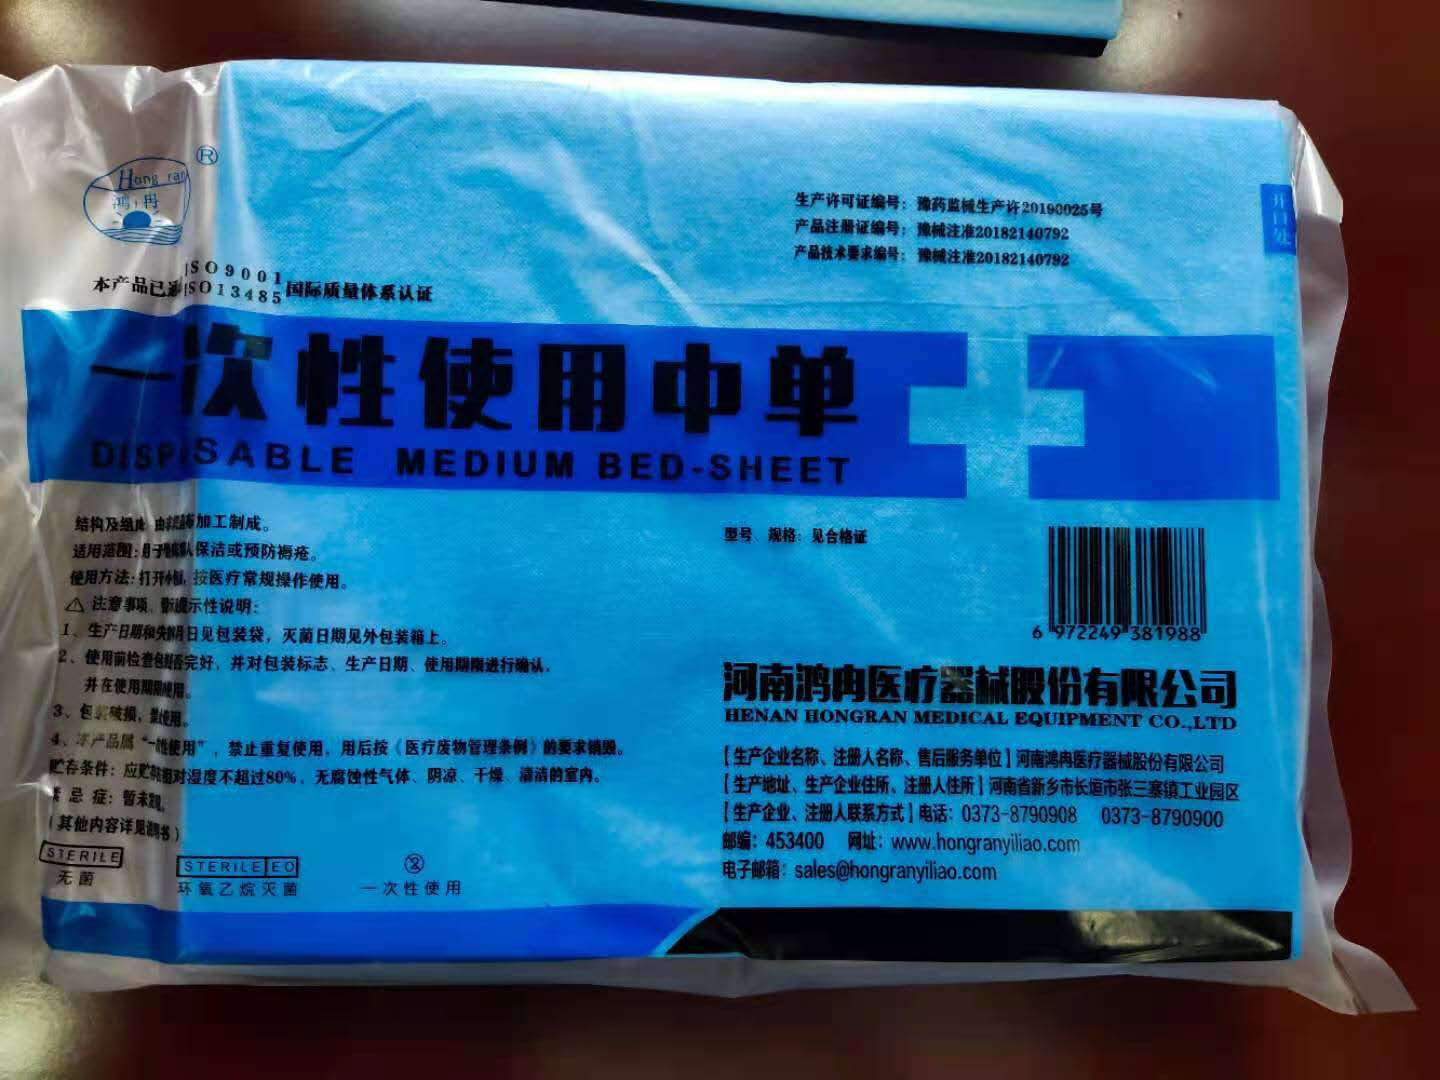 Hong ran
鸿冉
®
本产品已通 ISO9001
ISO13485 国际质量体系认证
生产许可证编号：豫药监械生产许20190025号
产品注册证编号：豫械注准20182140792
产品技术要求编号：豫械注准20182140792
开口处
一次性使用中单
DISPOSABLE MEDIUM BED-SHEET
结构及组成：由 加工制成。
适用范围：用于 人保洁或预防褥疮。
使用方法：打开 ，按医疗常规操作使用。
注意事项、 提示性说明：
1、生产日期和失效日期见包装袋，灭菌日期见外包装箱上。
2、使用前检查包装是否完好，并对包装标志、生产日期、使用期限进行确认。
并在使用期限 使用。
3、包装破损，禁止使用。
4、本产品属“一次性使用”，禁止重复使用，用后按《医疗废物管理条例》的要求销毁。
贮存条件：应贮存在相对湿度不超过80%，无腐蚀性气体、阴凉、干燥、清洁的室内。
禁忌症：暂未发现。
（其他内容详见说明书）
STERILE
无菌
STERILE EO
环氧乙烷灭菌
2
一次性使用
型号、规格：见合格证
6 972249 381988
河南鸿冉医疗器械股份有限公司
HENAN HONGRAN MEDICAL EQUIPMENT CO.,LTD
[生产企业名称、注册人名称、售后服务单位]河南鸿冉医疗器械股份有限公司
[生产地址、生产企业住所、注册人住所]河南省新乡市长垣市张三寨镇工业园区
[生产企业、注册人联系方式]电话：0373-8790908 0373-8790900
邮编：453400 网址：www.hongranyiliao.com
电子邮箱：sales@hongranyiliao.com